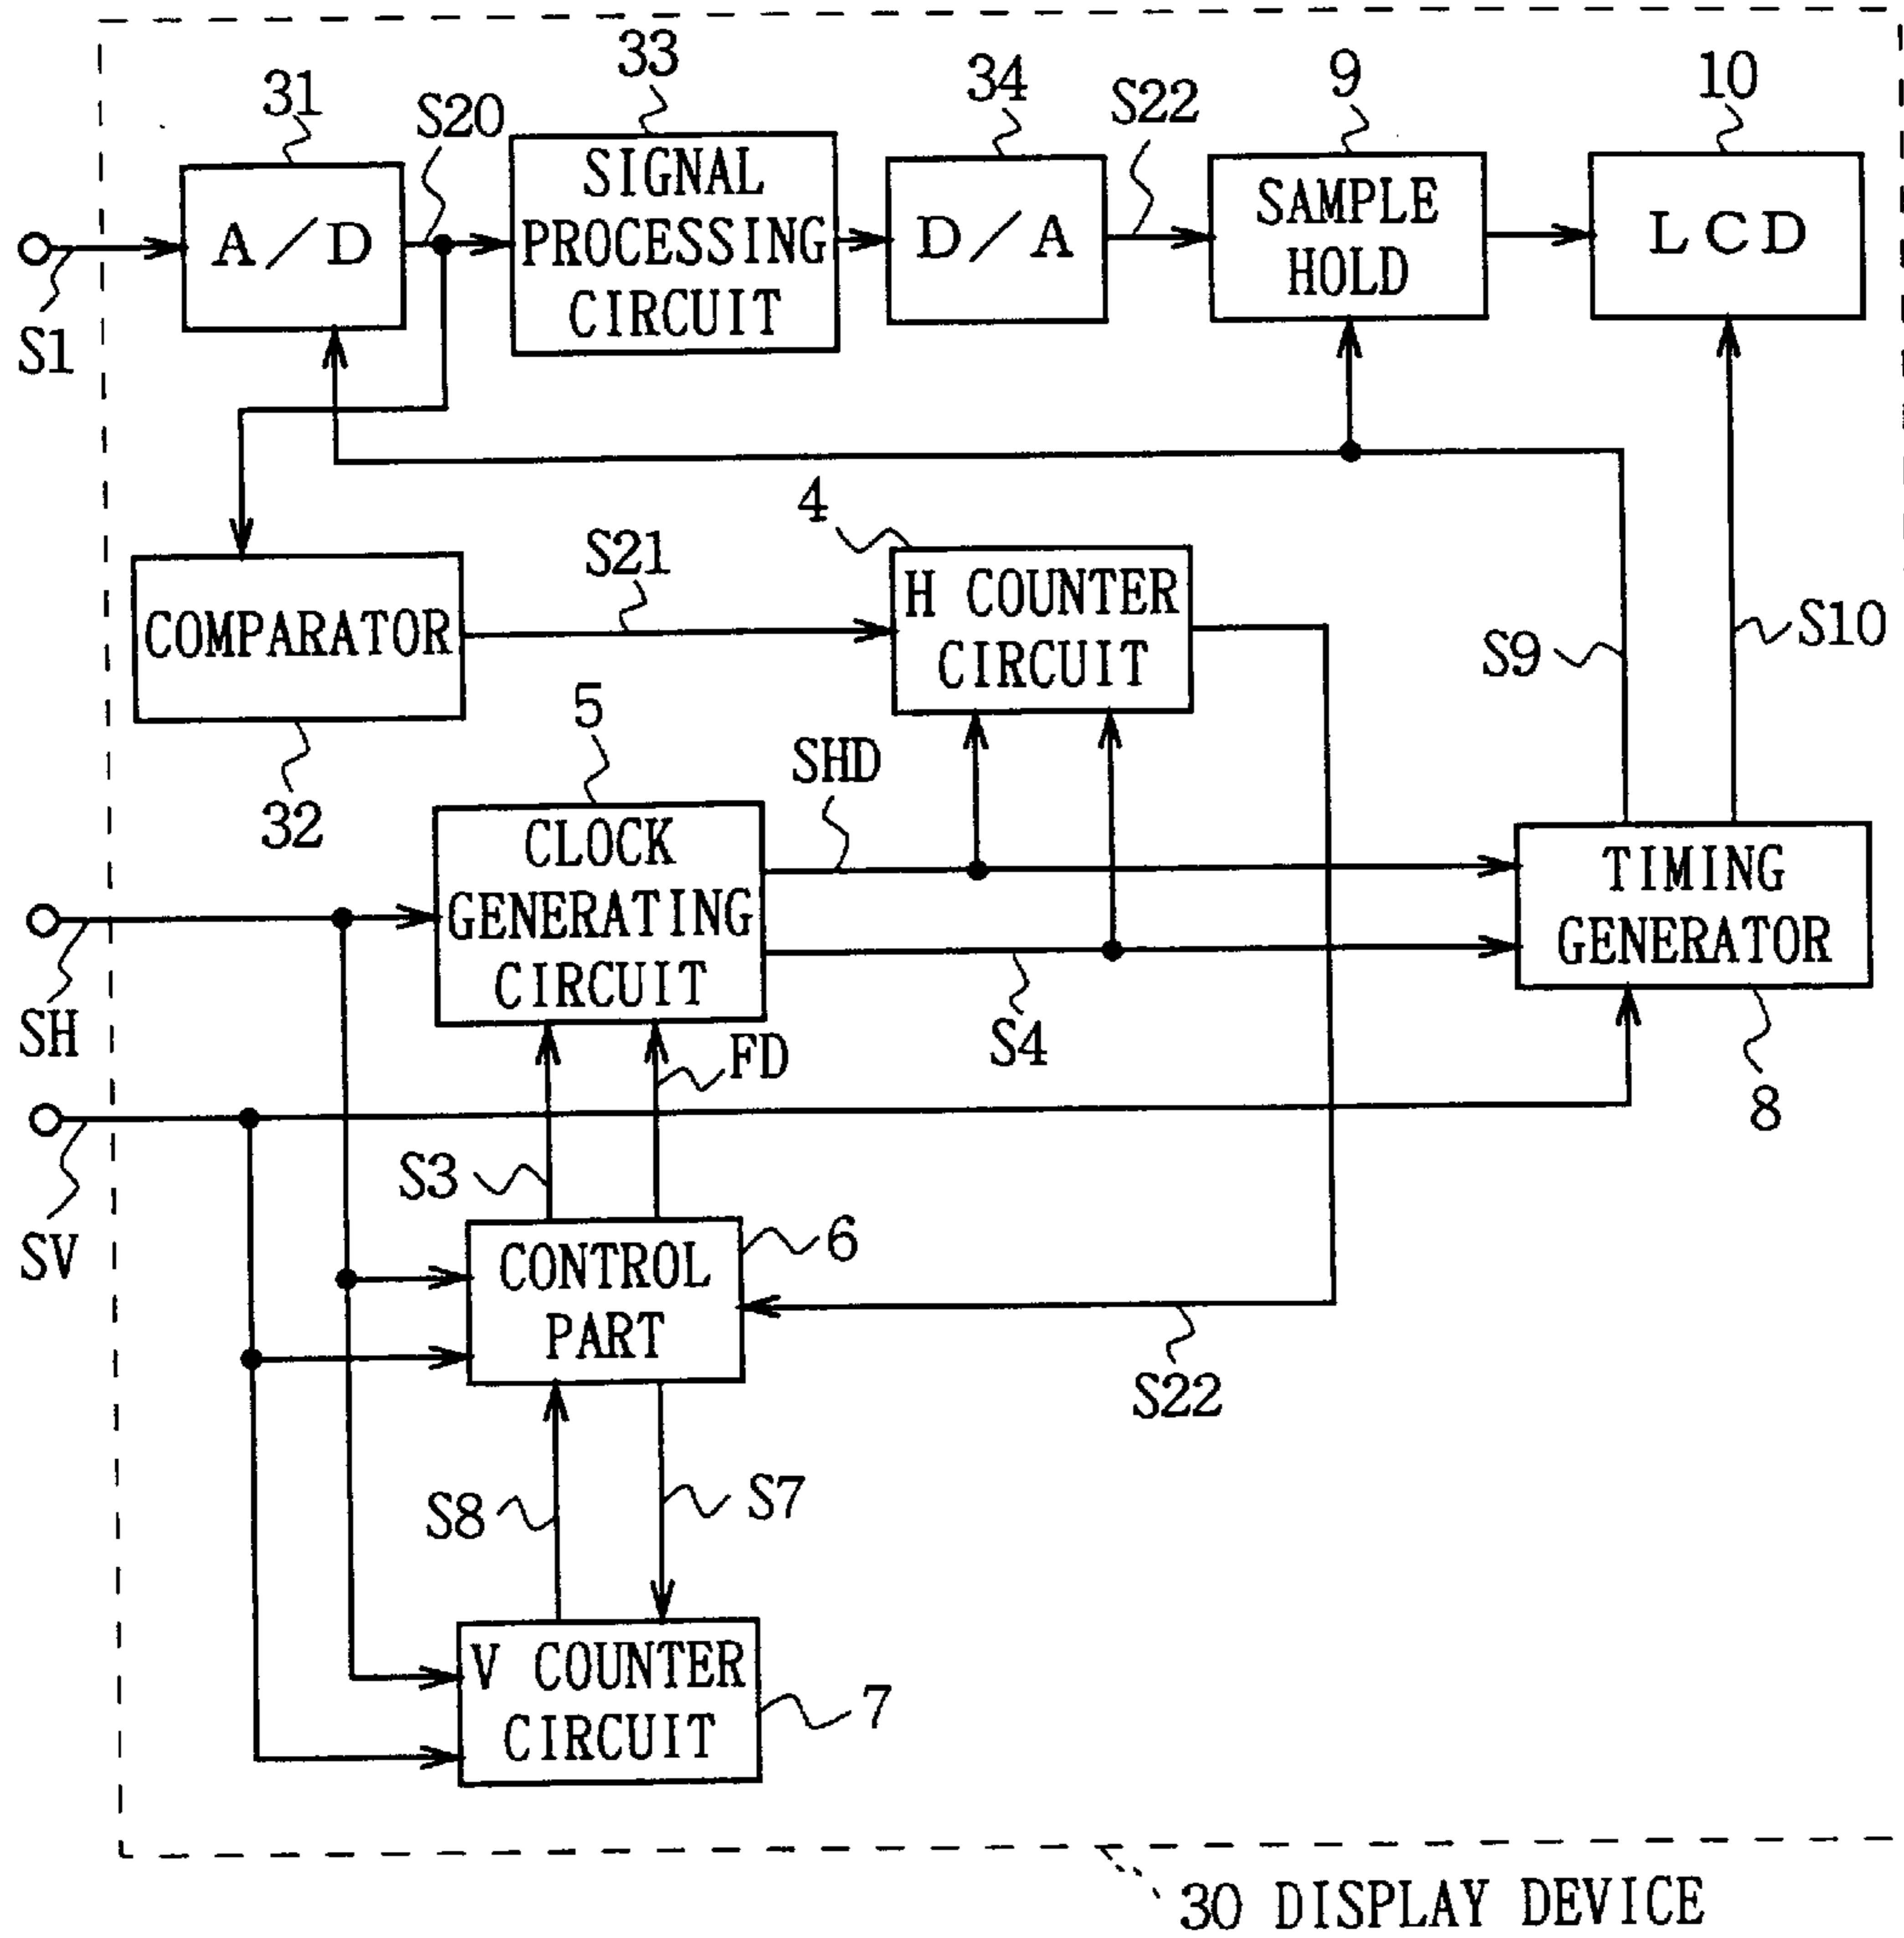 33
34
9
10
31
S20
S22
SIGNAL
PROCESSING
CIRCUIT
A/D
D/A
SAMPLE
HOLD
LCD
S1
4
S21
H COUNTER
CIRCUIT
COMPARATOR
S9
S10
32
5
SHD
CLOCK
GENERATING
CIRCUIT
TIMING
GENERATOR
SH
S4
FD
8
S3
SV
6
CONTROL
PART
S22
S8
S7
V COUNTER
CIRCUIT
7
30 DISPLAY DEVICE